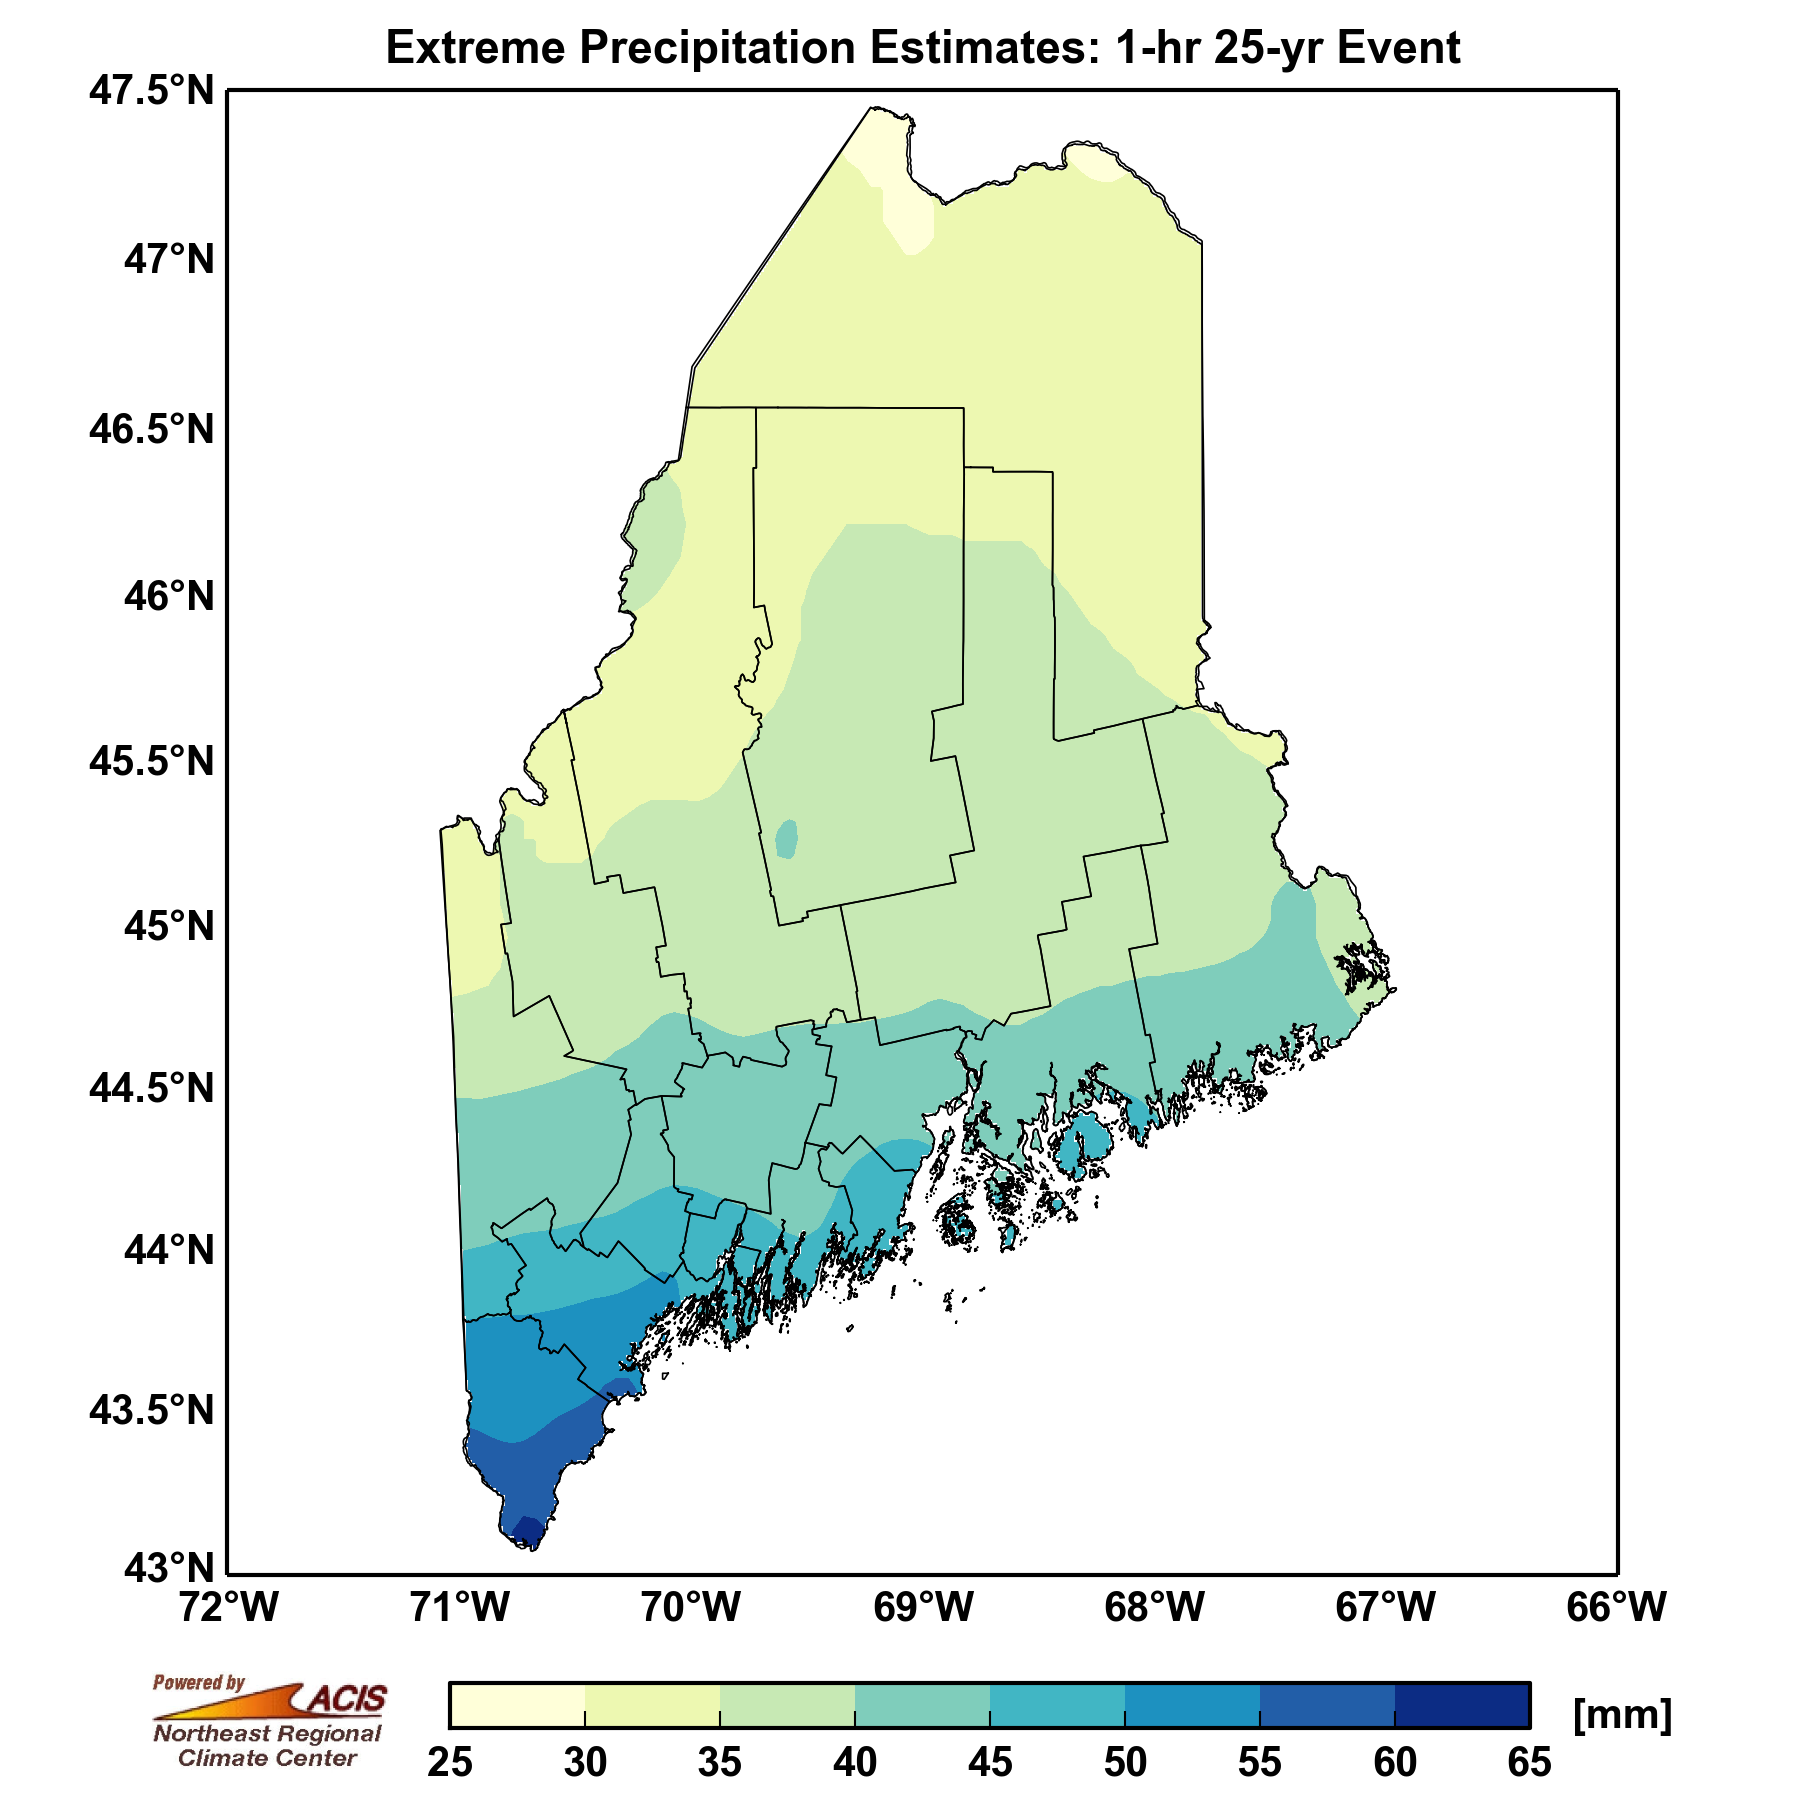 Extreme Precipitation Estimates: 1-hr 25-yr Event
47.5°N
47°N
46.5°N
46°N
45.5°N
45°N
44.5°N
44°N
43.5°N
43°N
72°W 71°W 70°W 69°W 68°W 67°W 66°W
Powered by
ACIS
Northeast Regional
Climate Center
[mm]
25 30 35 40 45 50 55 60 65